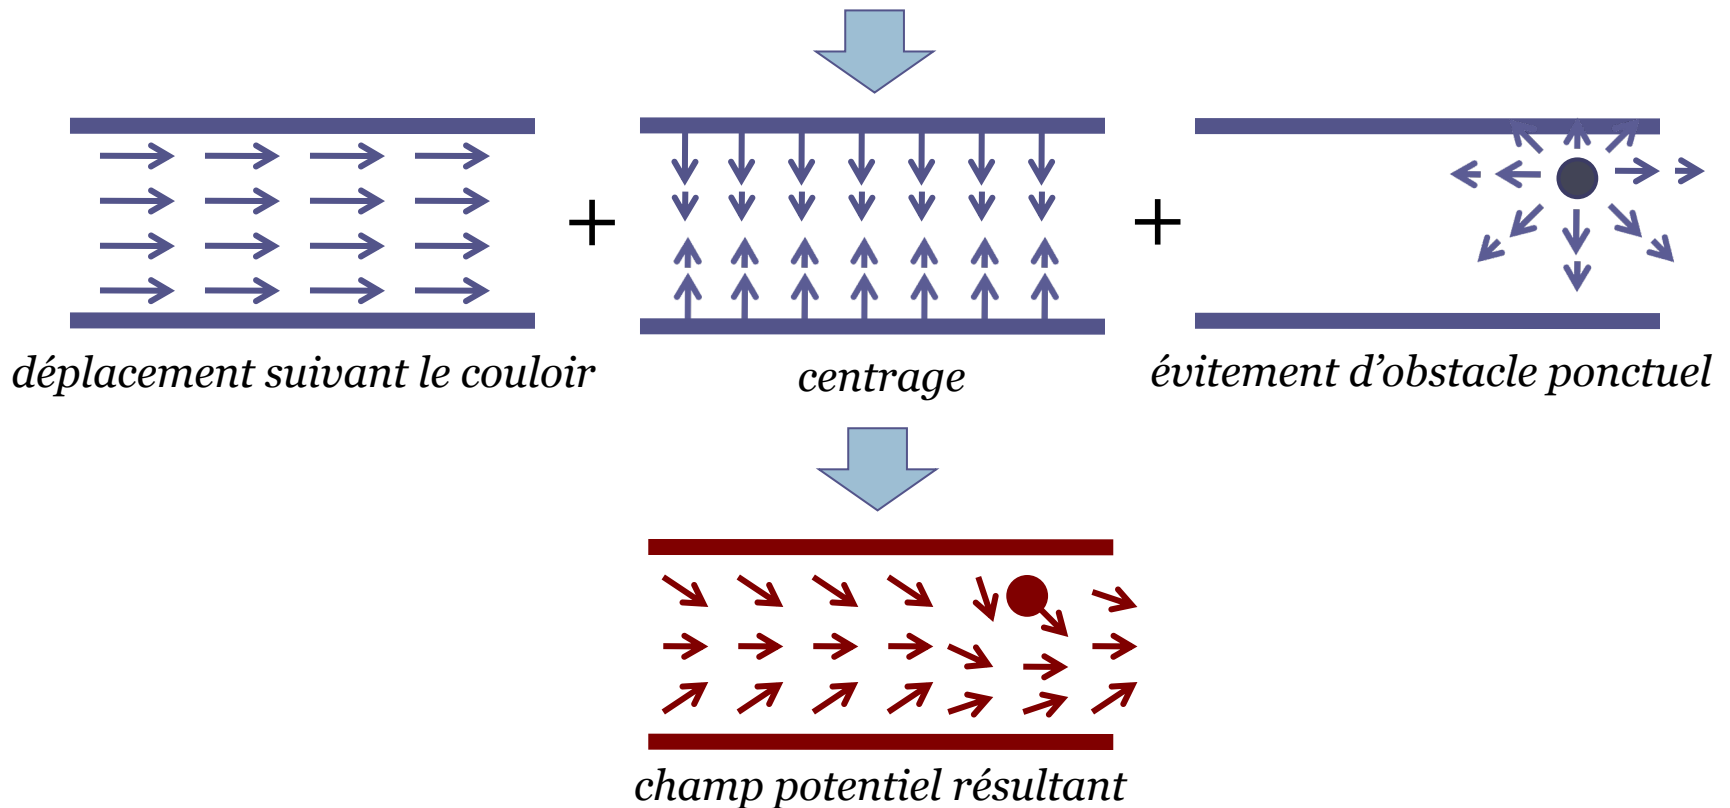 +
+
déplacement suivant le couloir
centrage
évitement d’obstacle ponctuel
champ potentiel résultant